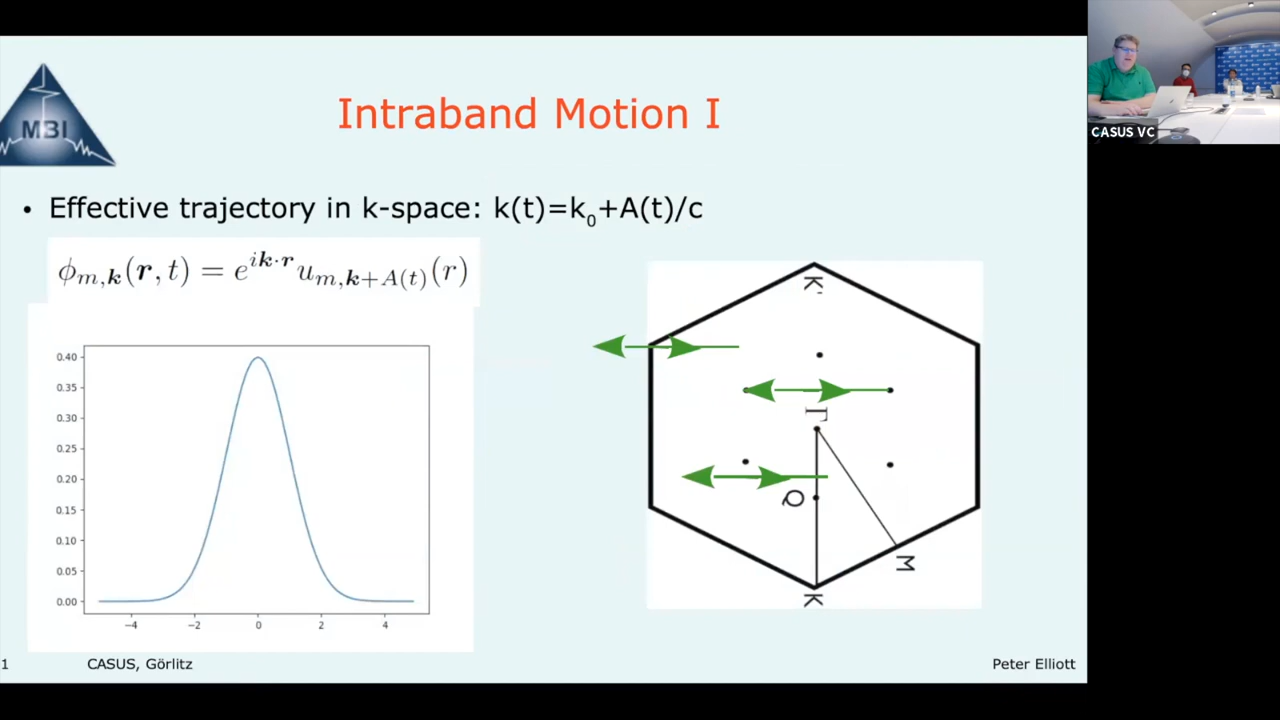 MBI
Intraband Motion I
• Effective trajectory in k-space: k(t)=k₀+A(t)/c
ϕ_{m,k}(r, t) = e^{ik·r} u_{m,k+A(t)}(r)
0.40
0.35
0.30
0.25
0.20
0.15
0.10
0.05
0.00
−4 −2 0 2 4
K'
Γ
Q
M
K
1 CASUS, Görlitz Peter Elliott
CASUS VC